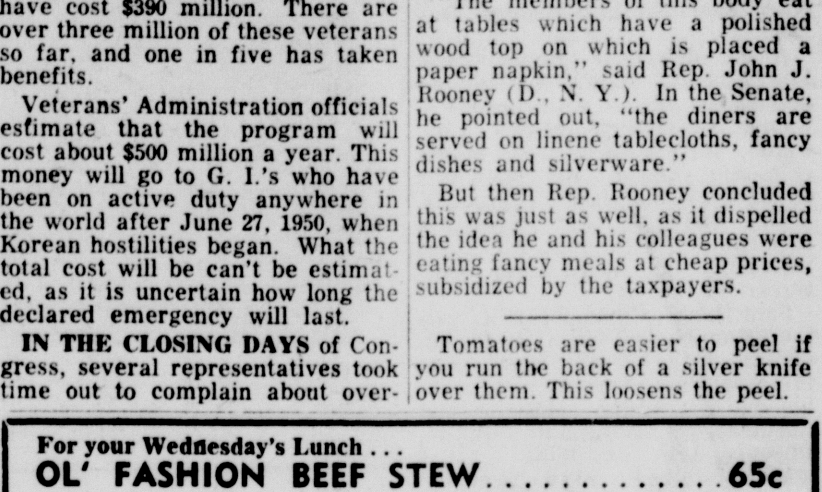 have cost $390 million. There are
over three million of these veterans
so far, and one in five has taken
benefits.
Veterans' Administration officials
estimate that the program will
cost about $500 million a year. This
money will go to G. I.'s who have
been on active duty anywhere in
the world after June 27, 1950, when
Korean hostilities began. What the
total cost will be can't be estimat-
ed, as it is uncertain how long the
declared emergency will last.
IN THE CLOSING DAYS of Con-
gress, several representatives took
time out to complain about over-
The members of this body eat
at tables which have a polished
wood top on which is placed a
paper napkin," said Rep. John J.
Rooney (D., N. Y.). In the Senate,
he pointed out, "the diners are
served on linene tablecloths, fancy
dishes and silverware."
But then Rep. Rooney concluded
this was just as well, as it dispelled
the idea he and his colleagues were
eating fancy meals at cheap prices,
subsidized by the taxpayers.
Tomatoes are easier to peel if
you run the back of a silver knife
over them. This loosens the peel.
For your Wednesday's Lunch . . .
OL' FASHION BEEF STEW. . . . . . . . . . . . . 65c